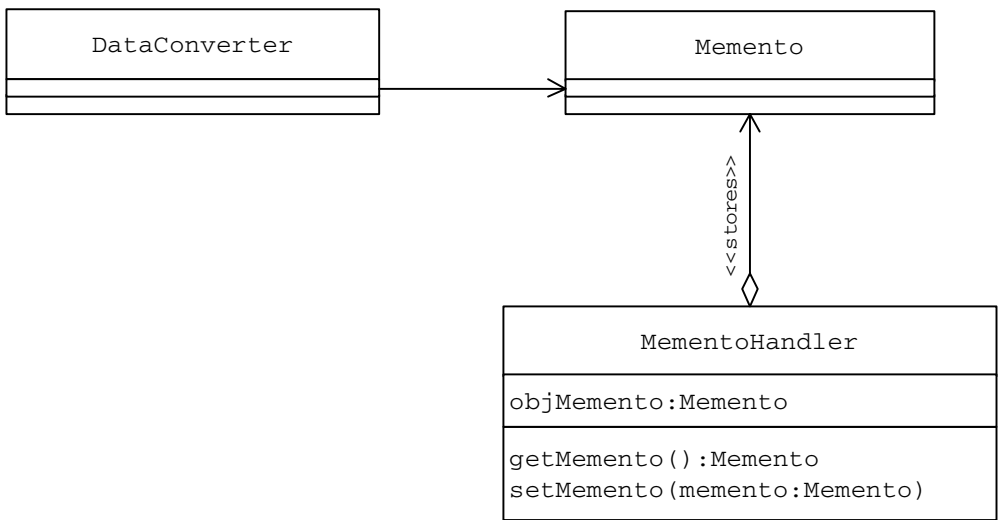 DataConverter
Memento
<<stores>>
MementoHandler
objMemento:Memento
getMemento():Memento
setMemento(memento:Memento)